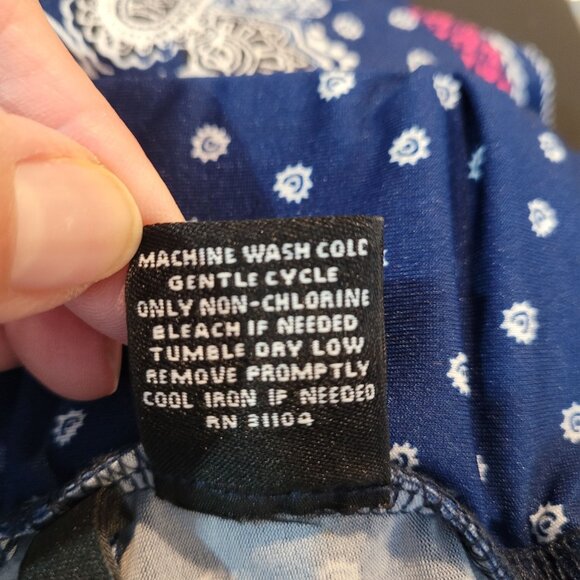 MACHINE WASH COLD
GENTLE CYCLE
ONLY NON-CHLORINE
BLEACH IF NEEDED
TUMBLE DRY LOW
REMOVE PROMPTLY
COOL IRON IF NEEDED
RN 31104